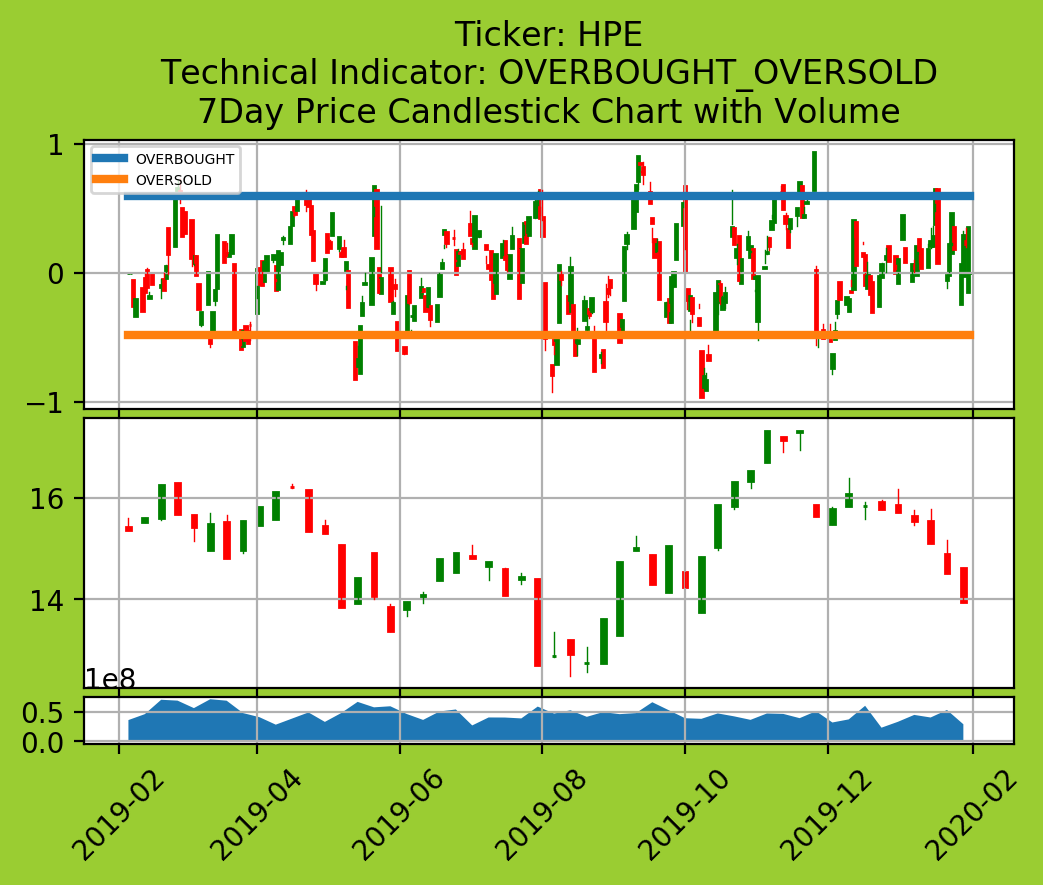 Ticker: HPE
Technical Indicator: OVERBOUGHT_OVERSOLD
7Day Price Candlestick Chart with Volume
1
OVERBOUGHT
OVERSOLD
0
−1
16
14
1e8
0.5
0.0
2019-02
2019-04
2019-06
2019-08
2019-10
2019-12
2020-02